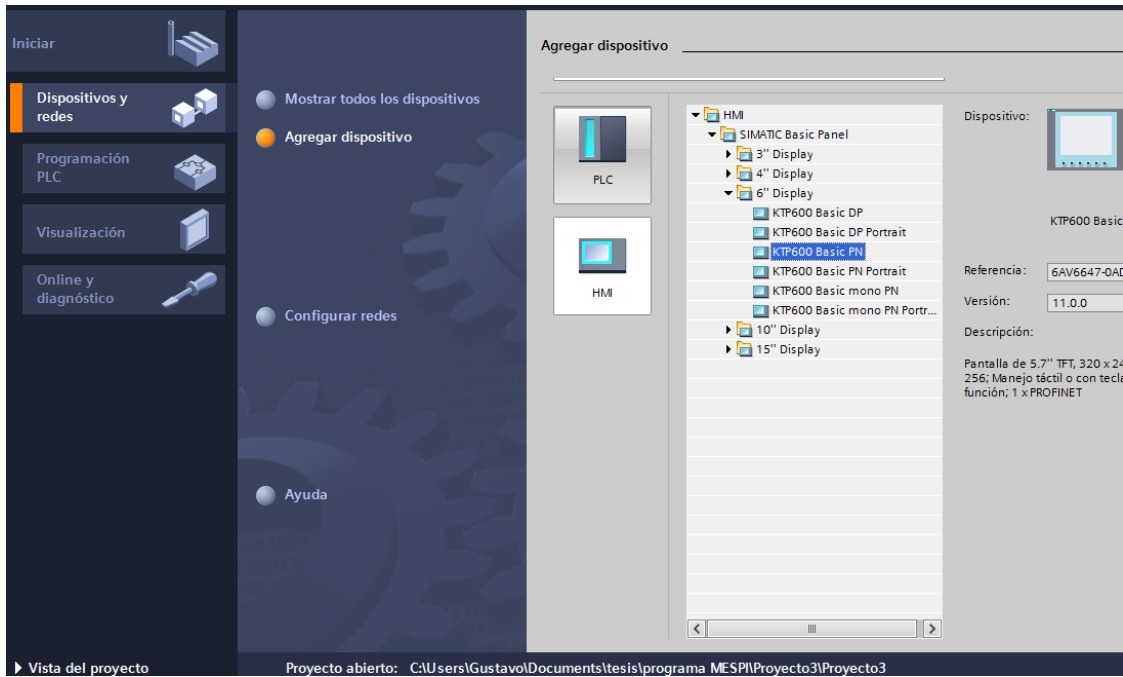 Iniciar
Dispositivos y
redes
Programación
PLC
Visualización
Online y
diagnóstico
Vista del proyecto
Mostrar todos los dispositivos
Agregar dispositivo
Configurar redes
Ayuda
Agregar dispositivo
PLC
HMI
HMI
SIMATIC Basic Panel
3'' Display
4'' Display
6'' Display
KTP600 Basic DP
KTP600 Basic DP Portrait
KTP600 Basic PN
KTP600 Basic PN Portrait
KTP600 Basic mono PN
KTP600 Basic mono PN Portr...
10'' Display
15'' Display
Dispositivo:
KTP600 Basic
Referencia:
6AV6647-0AD
Versión:
11.0.0
Descripción:
Pantalla de 5.7'' TFT, 320 x 24
256; Manejo táctil o con tecla
función; 1 x PROFINET
Proyecto abierto: C:\Users\Gustavo\Documents\tesis\programa MESPI\Proyecto3\Proyecto3